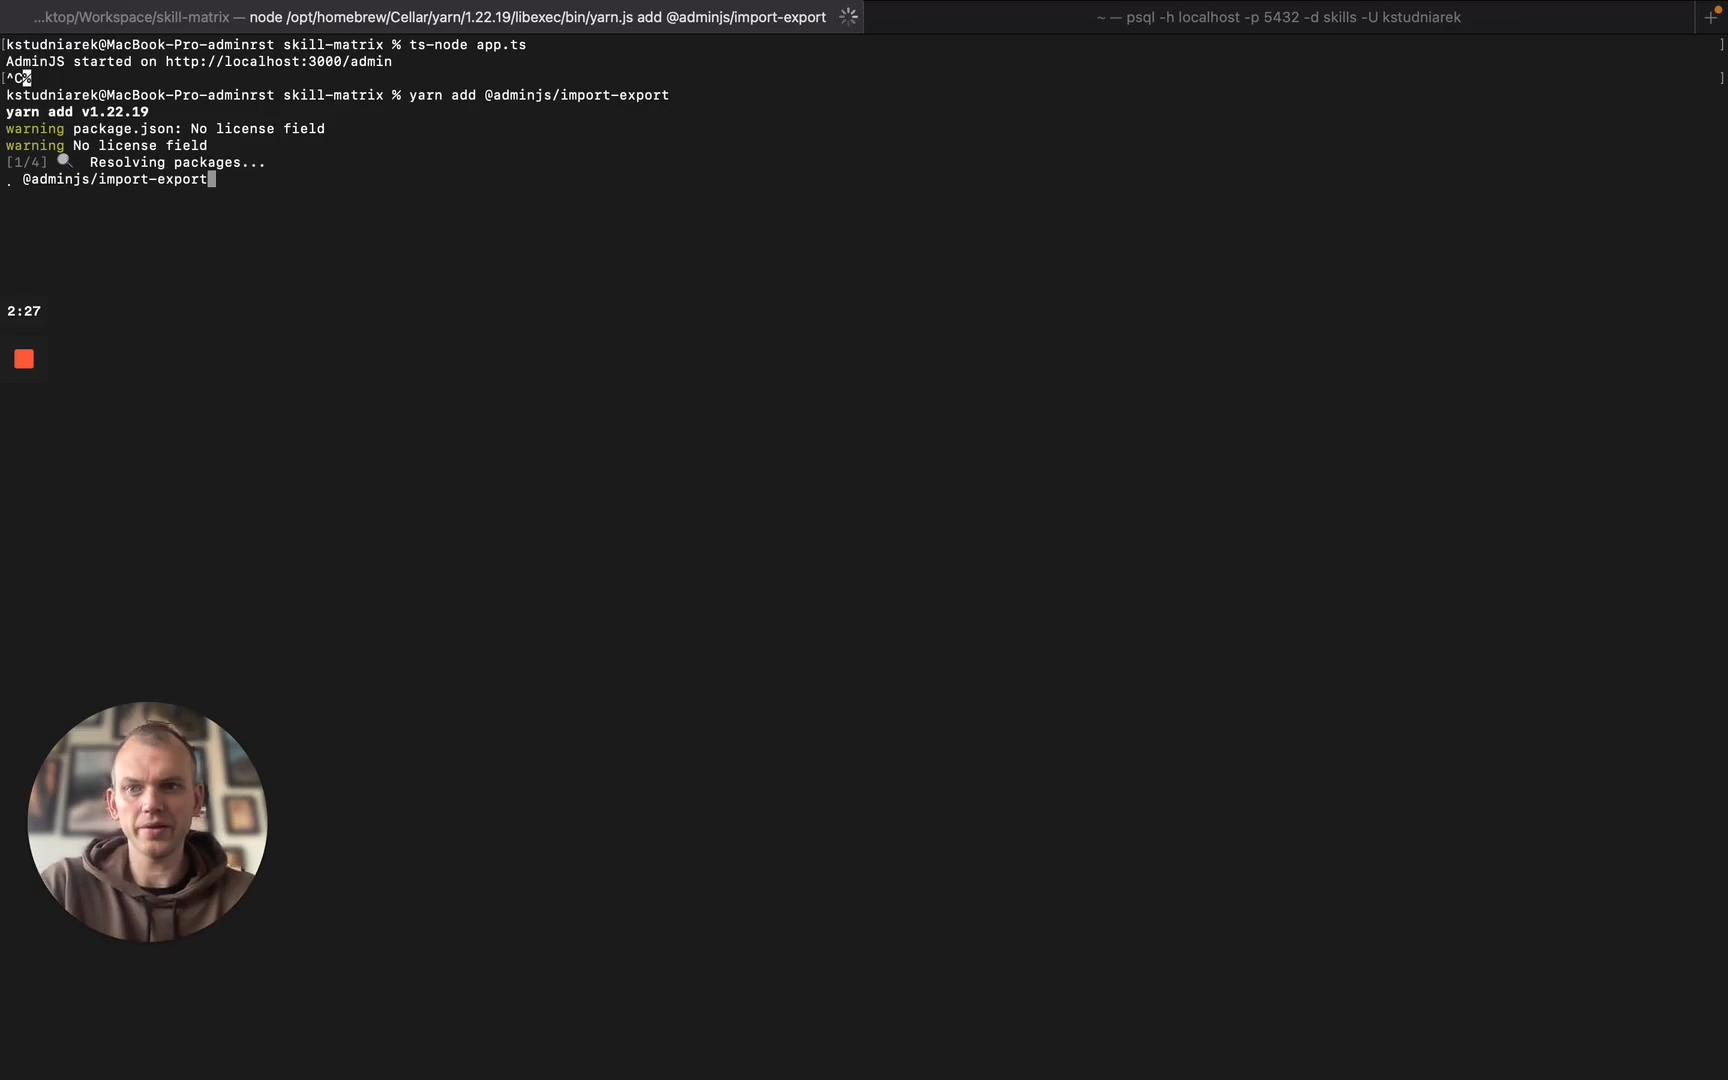 ...ktop/Workspace/skill-matrix — node /opt/homebrew/Cellar/yarn/1.22.19/libexec/bin/yarn.js add @adminjs/import-export
~ — psql -h localhost -p 5432 -d skills -U kstudniarek
[kstudniarek@MacBook-Pro-adminrst skill-matrix % ts-node app.ts ]
AdminJS started on http://localhost:3000/admin
[^C% ]
kstudniarek@MacBook-Pro-adminrst skill-matrix % yarn add @adminjs/import-export
yarn add v1.22.19
warning package.json: No license field
warning No license field
[1/4] 🔍 Resolving packages...
. @adminjs/import-export
2:27